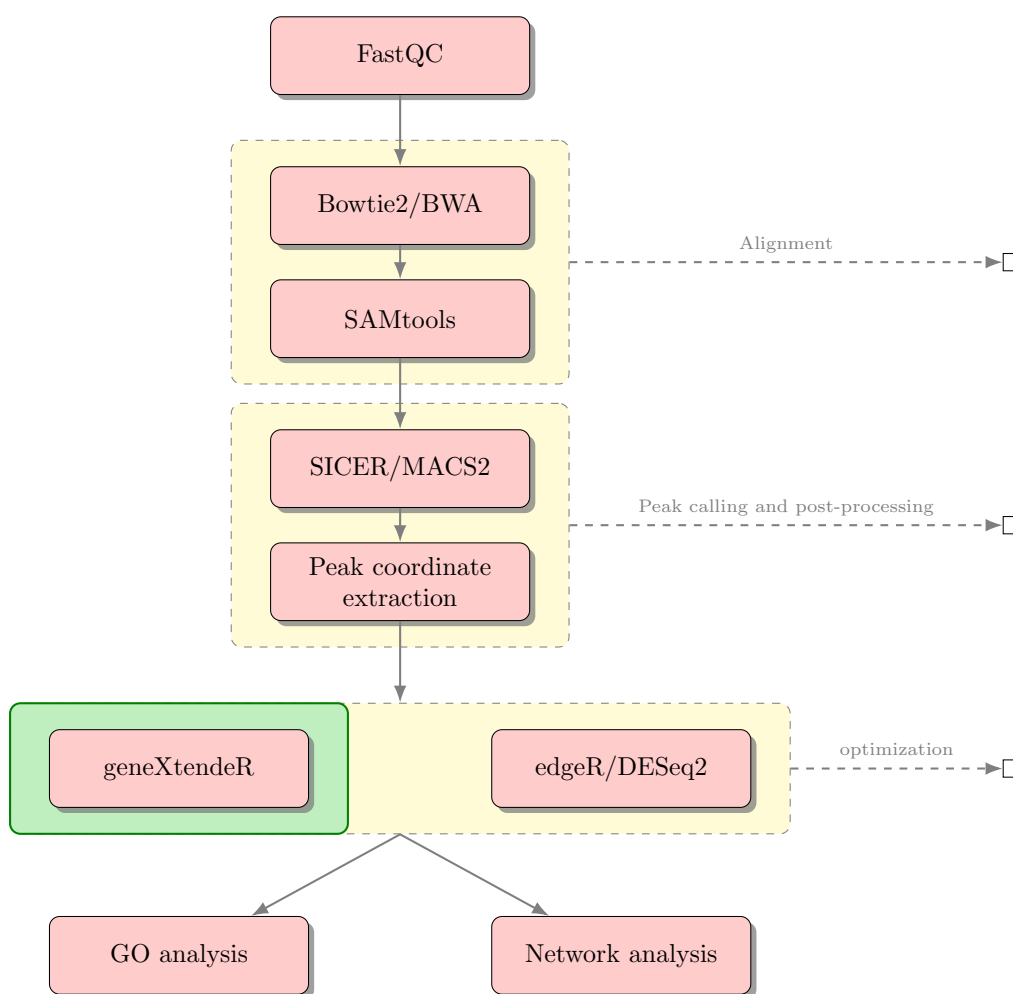 FastQC
Bowtie2/BWA
Alignment
SAMtools
SICER/MACS2
Peak calling and post-processing
Peak coordinate
extraction
geneXtendeR
edgeR/DESeq2
optimization
GO analysis
Network analysis